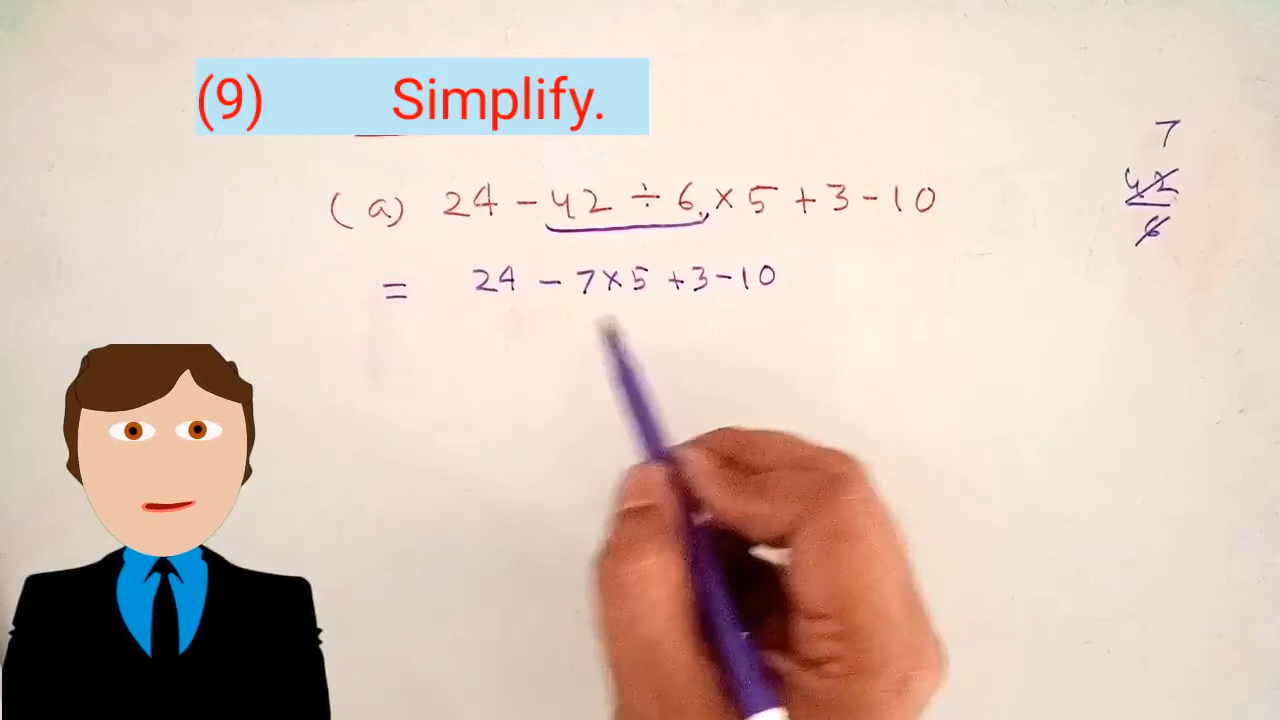 (9) Simplify.
(a) 24 - 42 ÷ 6 × 5 + 3 - 10
= 24 - 7 × 5 + 3 - 10
7
42
6